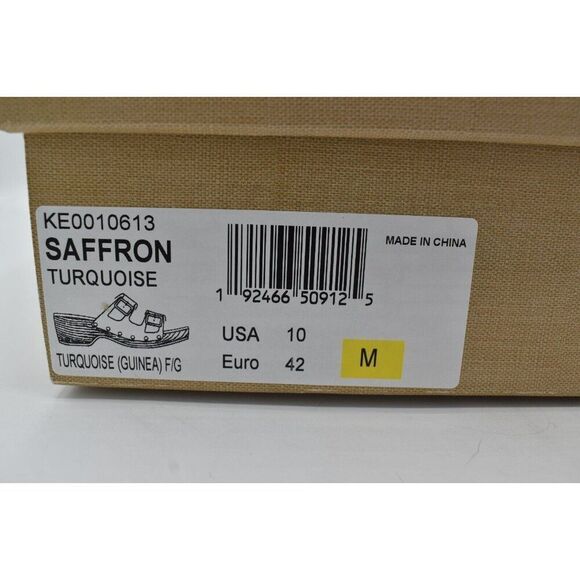 KE0010613
SAFFRON
TURQUOISE
TURQUOISE (GUINEA) F/G
1 92466 50912 5
USA 10
Euro 42
M
MADE IN CHINA